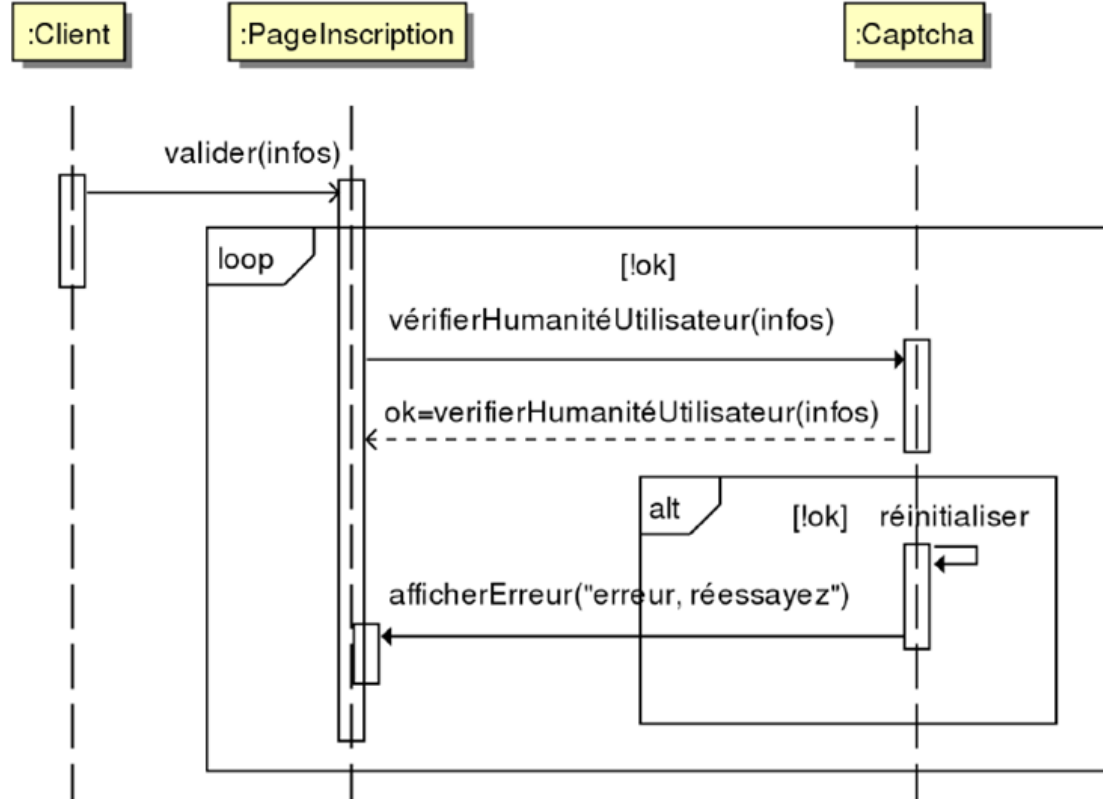 :Client
:PageInscription
:Captcha
valider(infos)
loop
[!ok]
vérifierHumanitéUtilisateur(infos)
ok=verifierHumanitéUtilisateur(infos)
alt
[!ok]
réinitialiser
afficherErreur("erreur, réessayez")